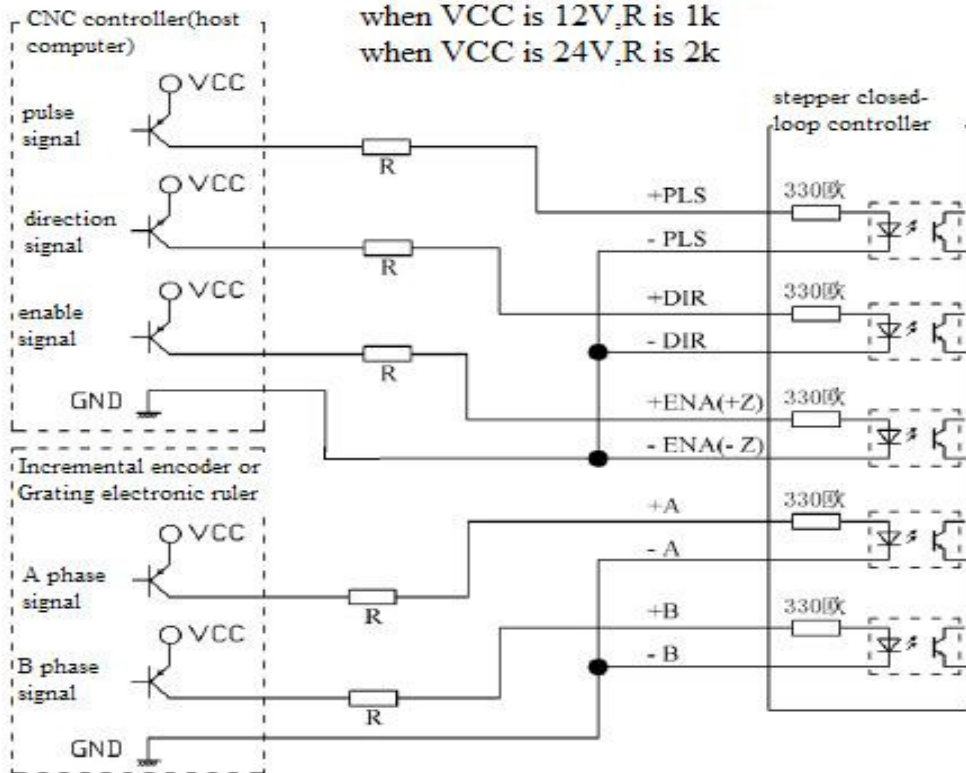 when VCC is 12V,R is 1k
when VCC is 24V,R is 2k
CNC controller(host
computer)
VCC
pulse
signal
R
VCC
direction
signal
R
VCC
enable
signal
R
GND
stepper closed-
loop controller
+PLS
330欧
- PLS
+DIR
330欧
- DIR
+ENA(+Z)
330欧
- ENA(- Z)
Incremental encoder or
Grating electronic ruler
VCC
A phase
signal
R
VCC
B phase
signal
R
GND
+A
330欧
- A
+B
330欧
- B